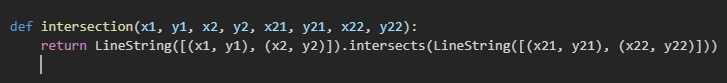 def intersection(x1, y1, x2, y2, x21, y21, x22, y22):
    return LineString([(x1, y1), (x2, y2)]).intersects(LineString([(x21, y21), (x22, y22)]))